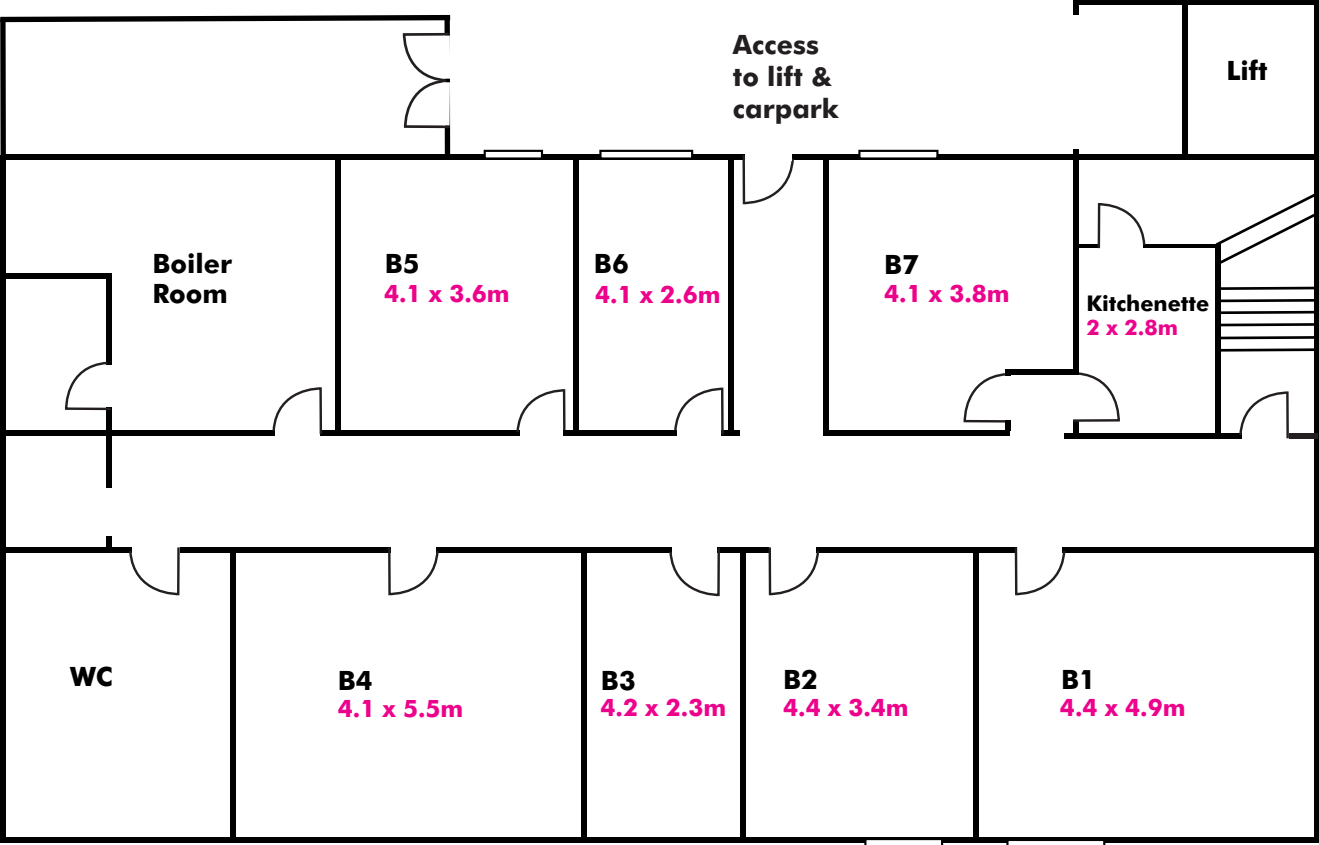 Access
to lift &
carpark
Lift
Boiler
Room
B5
4.1 x 3.6m
B6
4.1 x 2.6m
B7
4.1 x 3.8m
Kitchenette
2 x 2.8m
WC
B4
4.1 x 5.5m
B3
4.2 x 2.3m
B2
4.4 x 3.4m
B1
4.4 x 4.9m